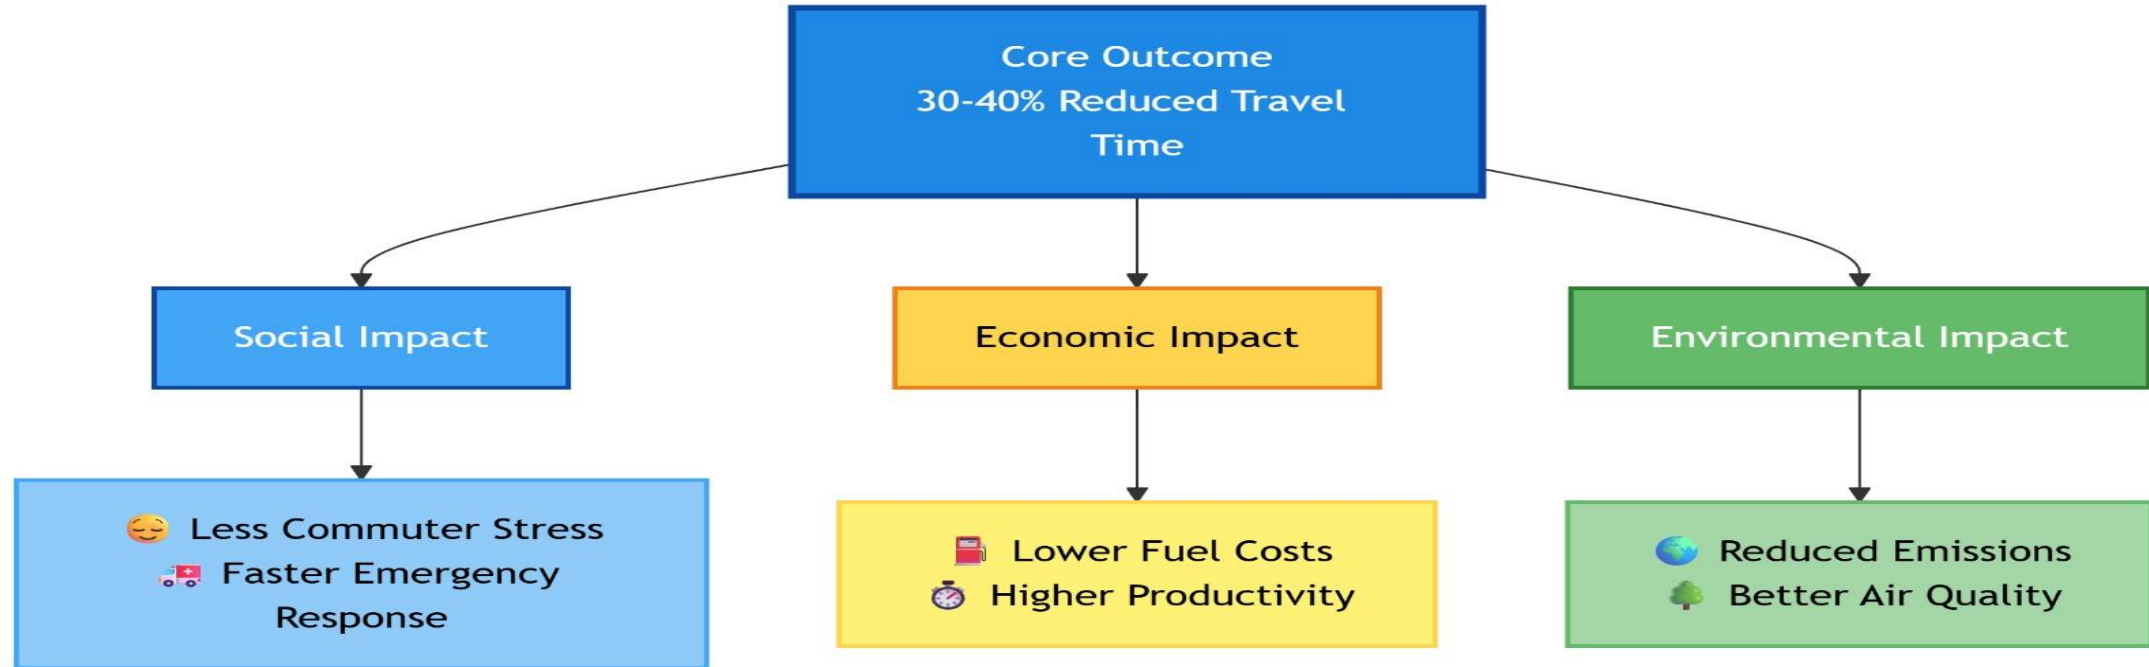 Core Outcome
30-40% Reduced Travel
Time
Social Impact
Economic Impact
Environmental Impact
Less Commuter Stress
Faster Emergency
Response
Lower Fuel Costs
Higher Productivity
Reduced Emissions
Better Air Quality